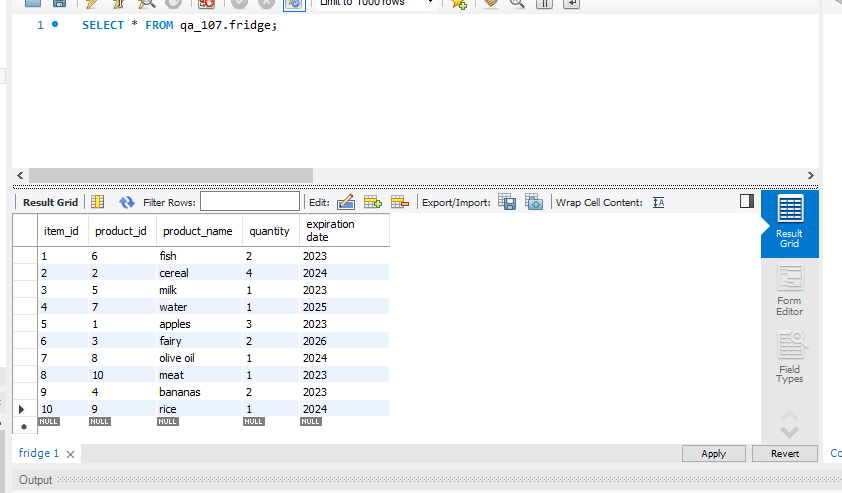 Limit to 1000 rows
1 SELECT * FROM qa_107.fridge;
Result Grid Filter Rows: Edit: Export/Import: Wrap Cell Content: IA
item_id product_id product_name quantity expiration date
1 6 fish 2 2023
2 2 cereal 4 2024
3 5 milk 1 2023
4 7 water 1 2025
5 1 apples 3 2023
6 3 fairy 2 2026
7 8 olive oil 1 2024
8 10 meat 1 2023
9 4 bananas 2 2023
10 9 rice 1 2024
NULL NULL NULL NULL NULL
Result
Grid
Form
Editor
Field
Types
fridge 1 Apply Revert Co
Output